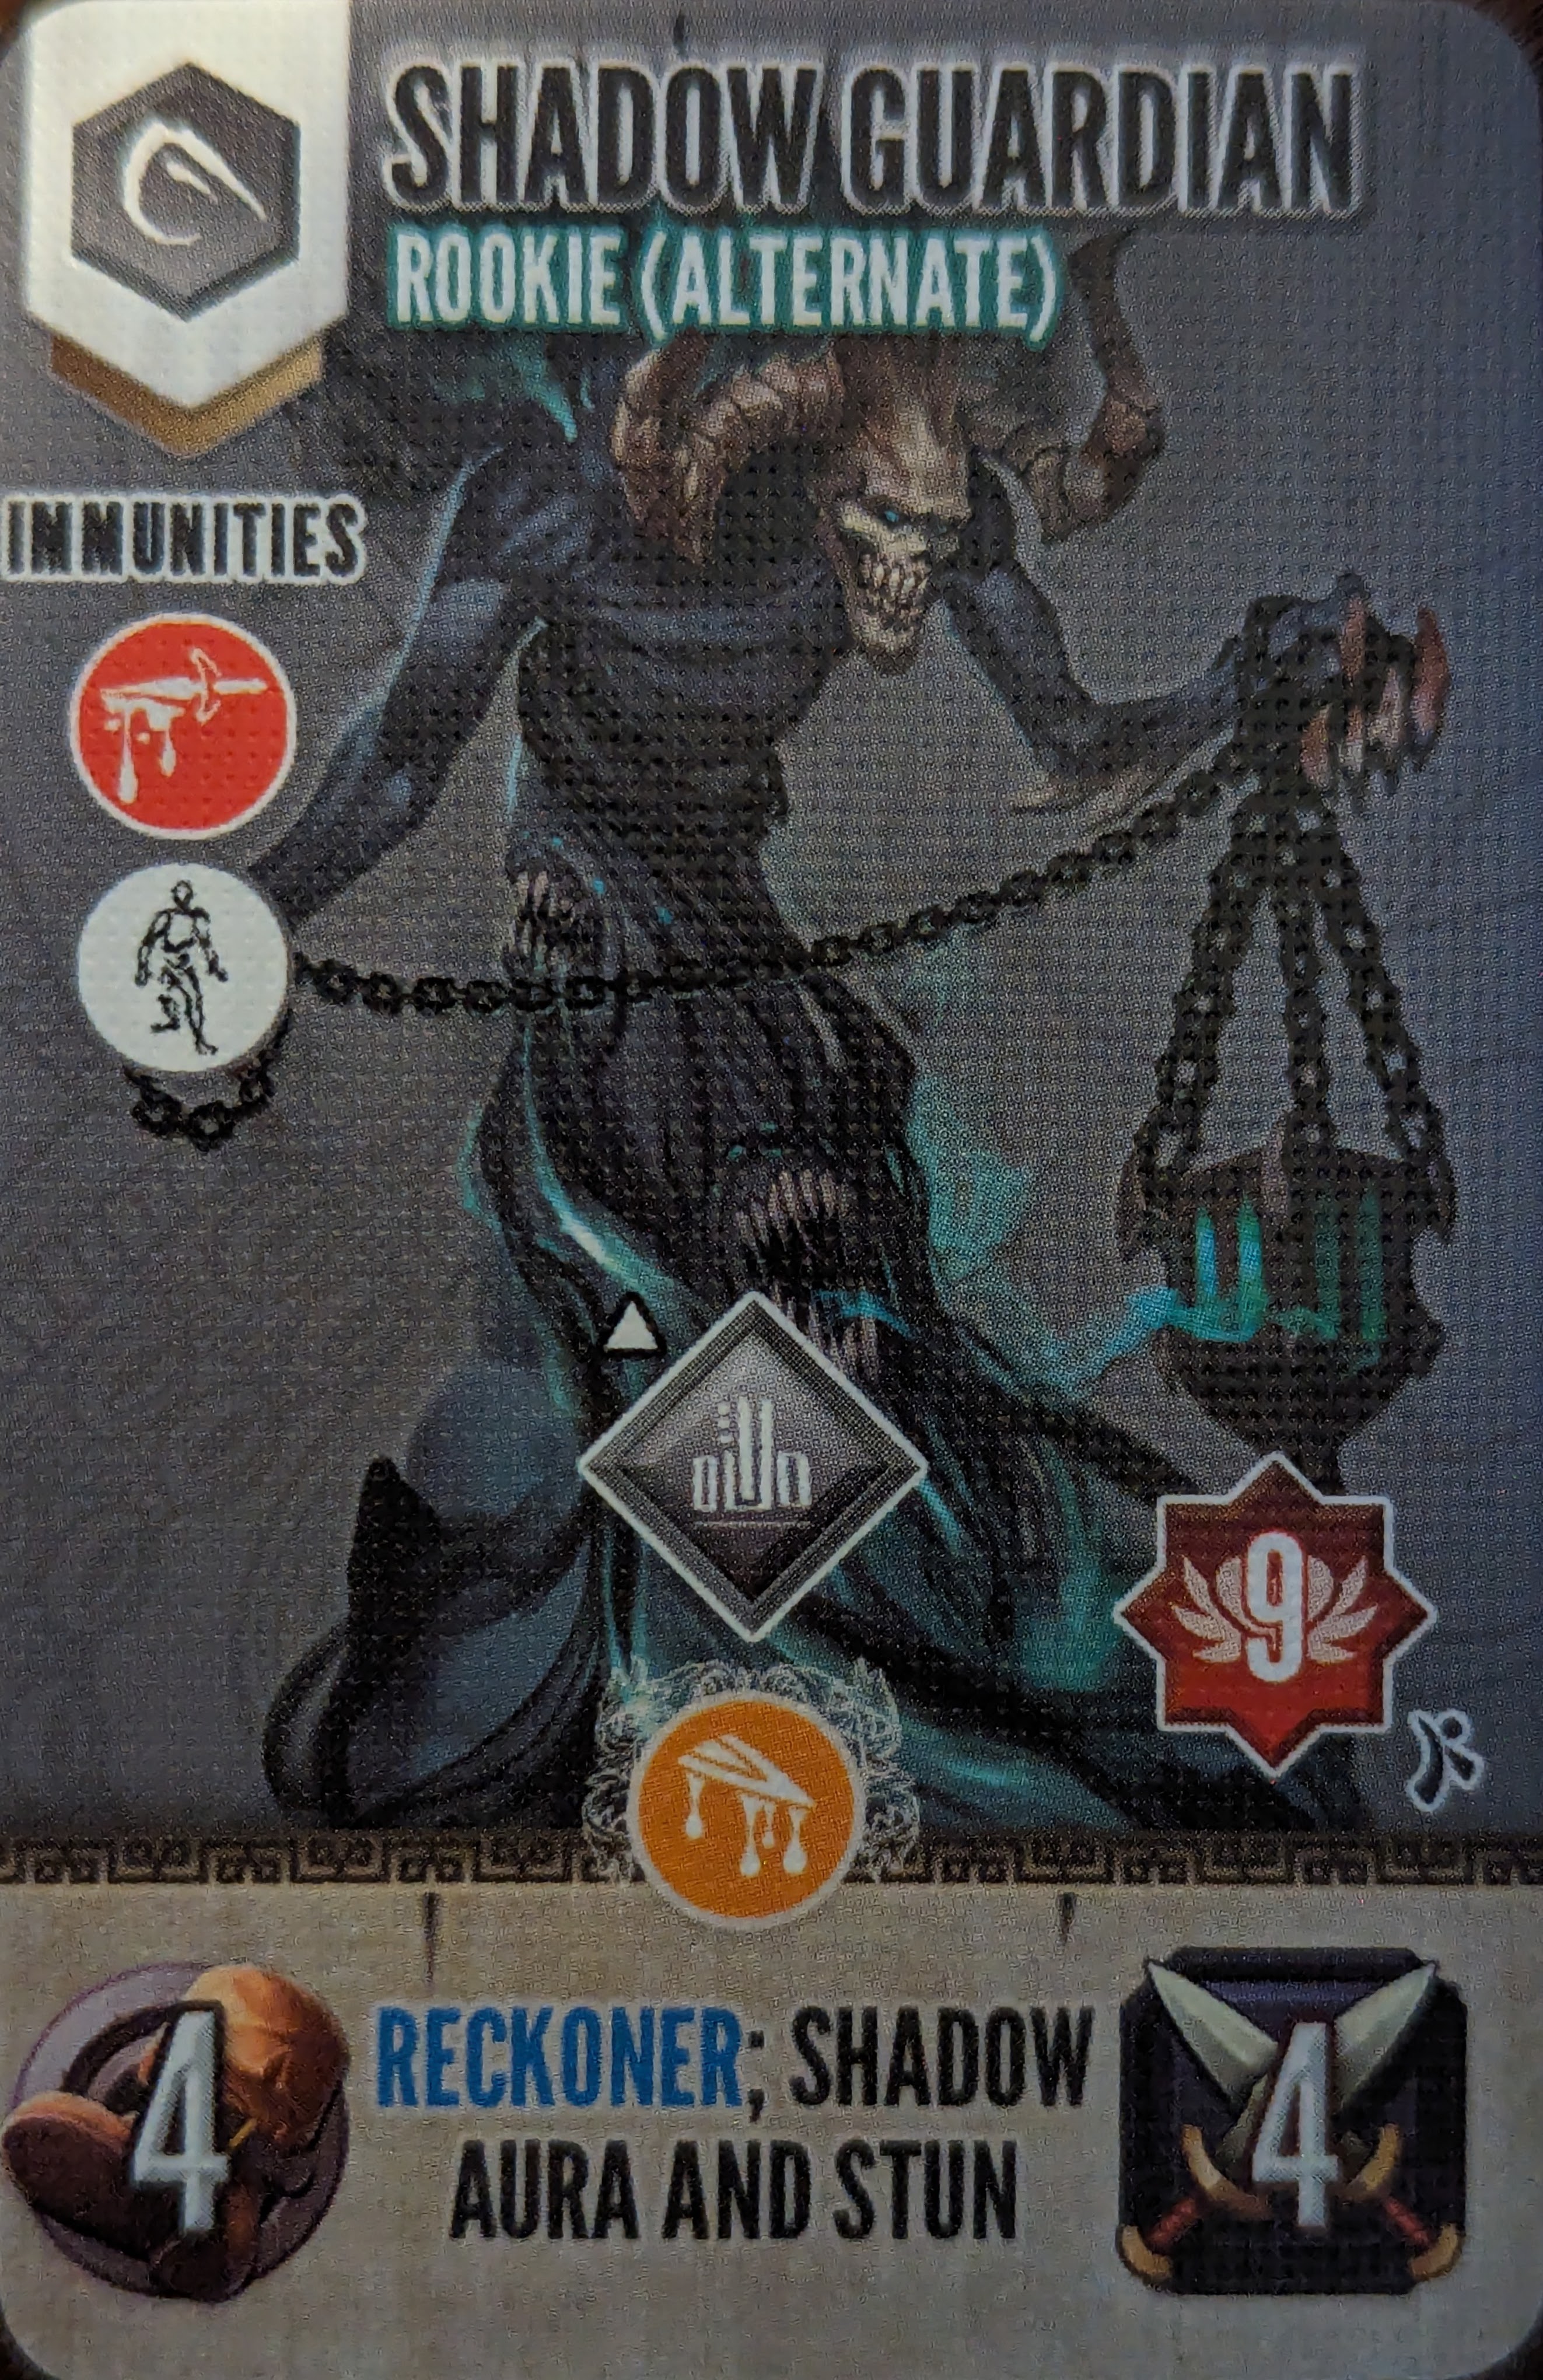 SHADOW GUARDIAN
ROOKIE (ALTERNATE)
IMMUNITIES
9
4
RECKONER; SHADOW
AURA AND STUN
4